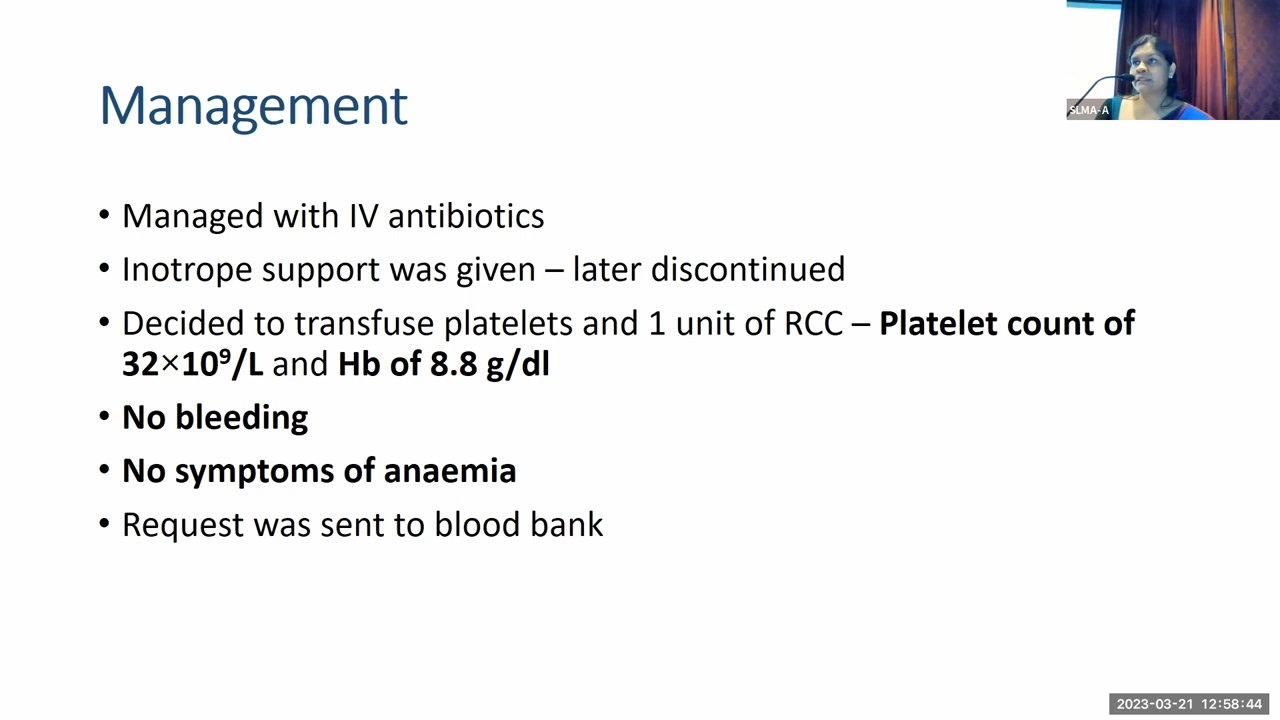 SLMA-A
Management
• Managed with IV antibiotics
• Inotrope support was given – later discontinued
• Decided to transfuse platelets and 1 unit of RCC – Platelet count of
32×10⁹/L and Hb of 8.8 g/dl
• No bleeding
• No symptoms of anaemia
• Request was sent to blood bank
2023-03-21 12:58:44